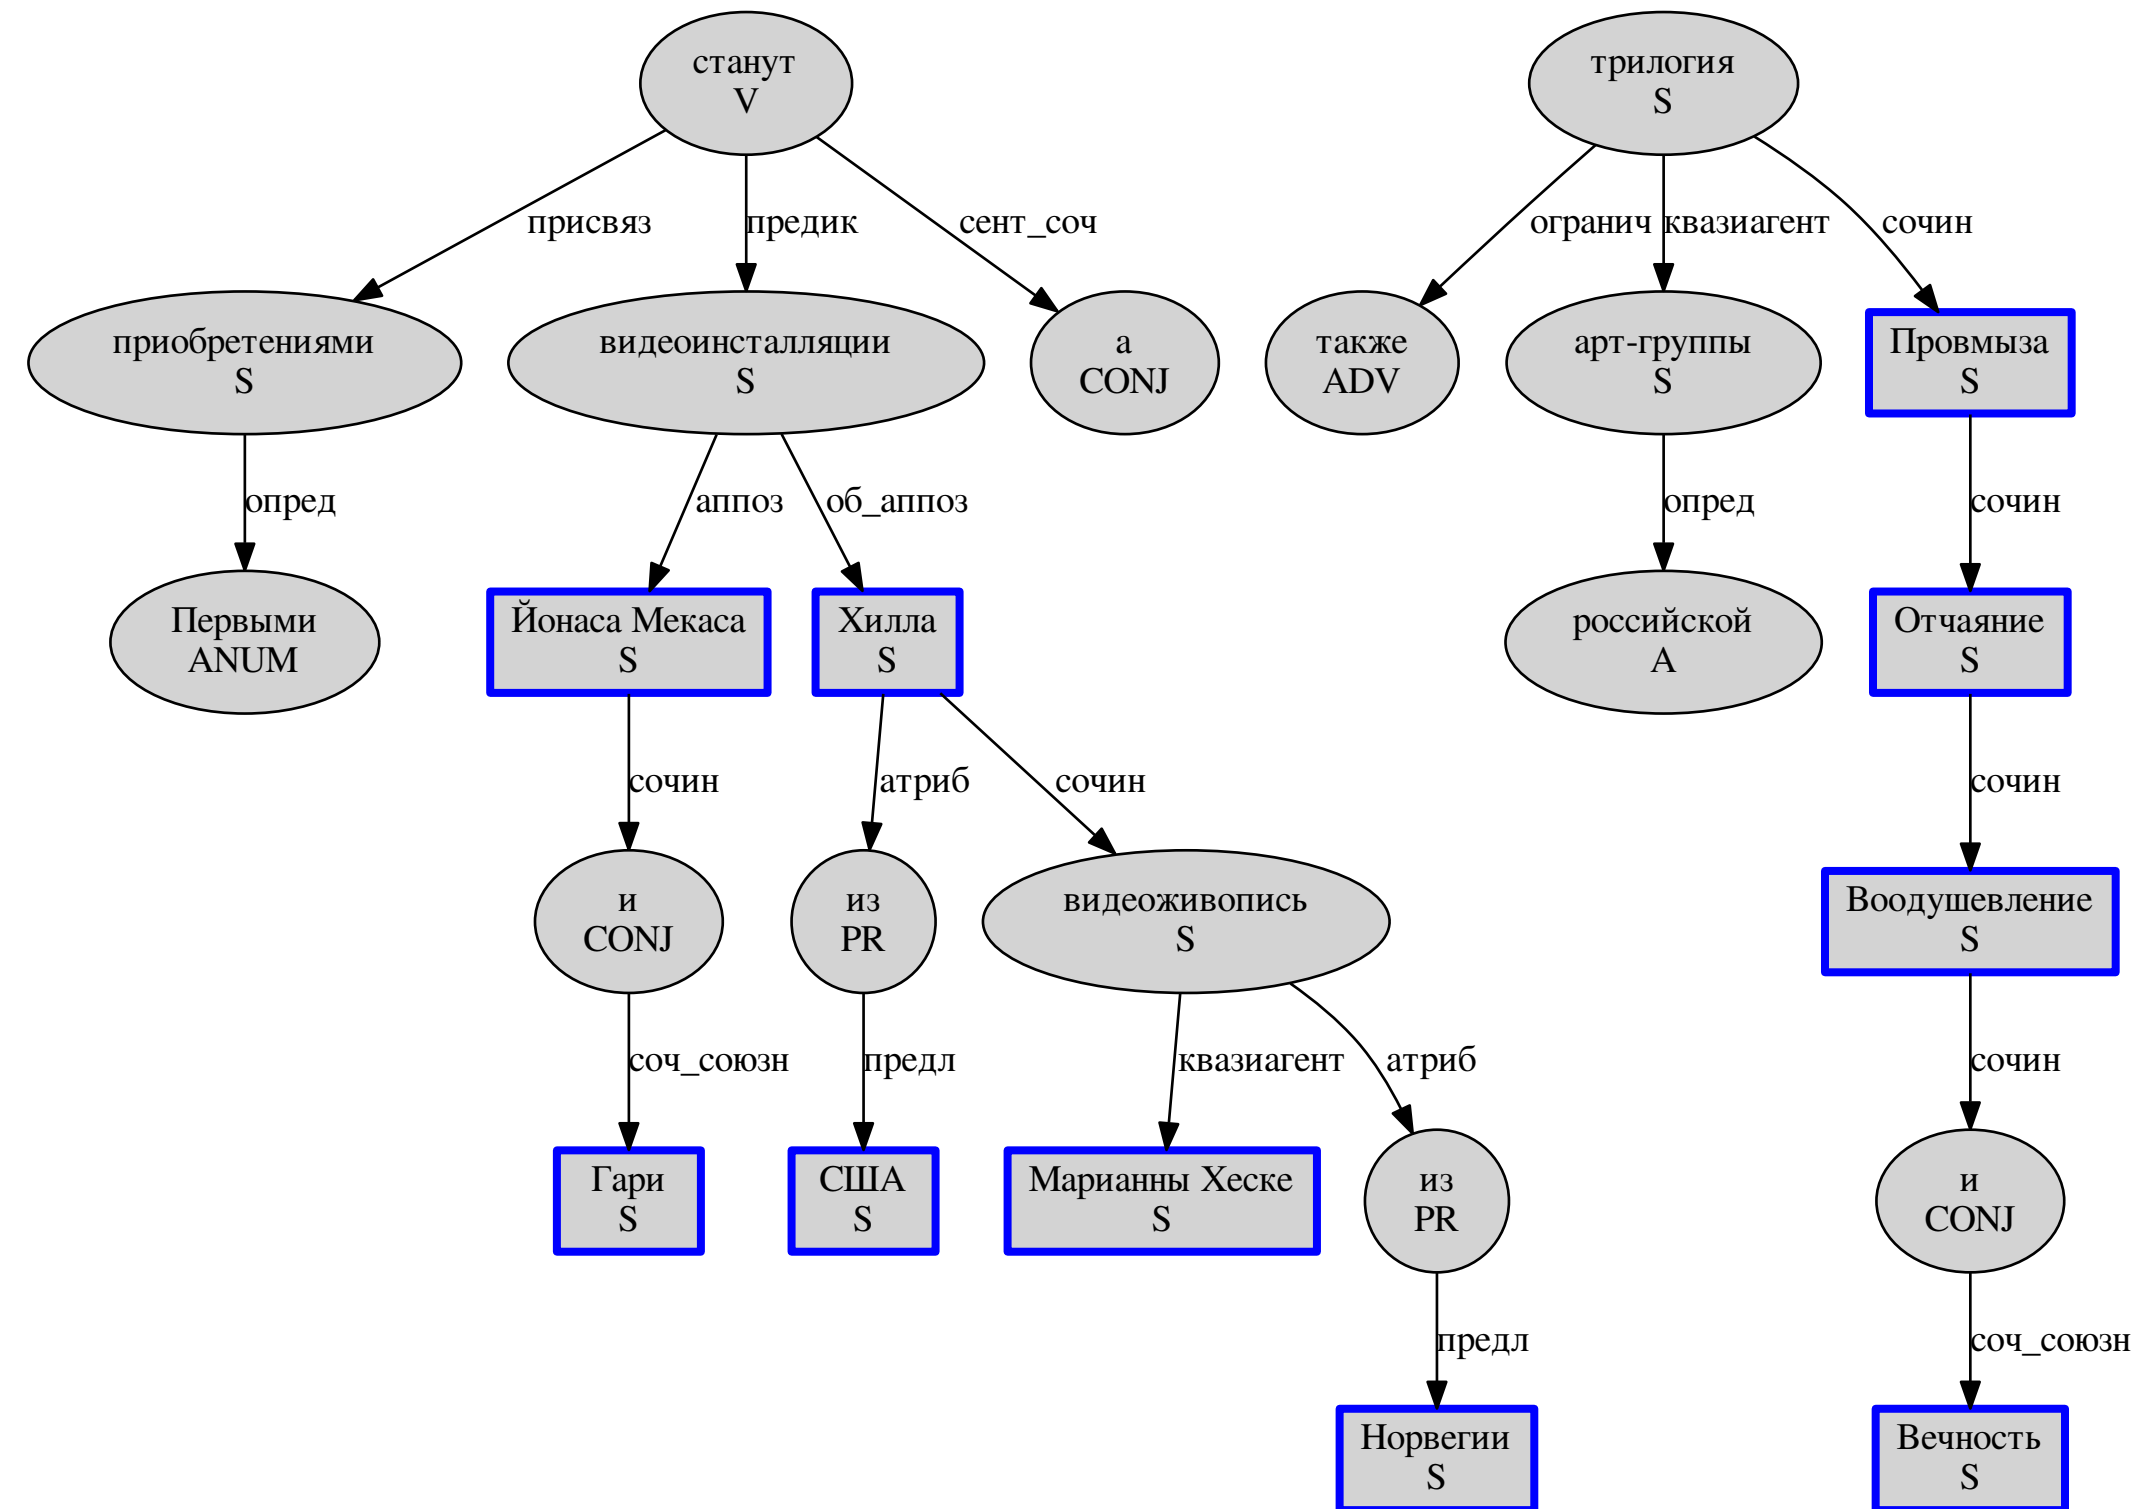 станут
V
трилогия
S
присвяз
предик
сент_соч
огранич
квазиагент
сочин
приобретениями
S
видеоинсталляции
S
а
CONJ
также
ADV
арт-группы
S
Провмыза
S
опред
аппоз
об_аппоз
опред
сочин
Первыми
ANUM
Йонаса Мекаса
S
Хилла
S
российской
A
Отчаяние
S
сочин
атриб
сочин
сочин
и
CONJ
из
PR
видеоживопись
S
Воодушевление
S
соч_союзн
предл
квазиагент
атриб
сочин
Гари
S
США
S
Марианны Хеске
S
из
PR
и
CONJ
предл
соч_союзн
Норвегии
S
Вечность
S